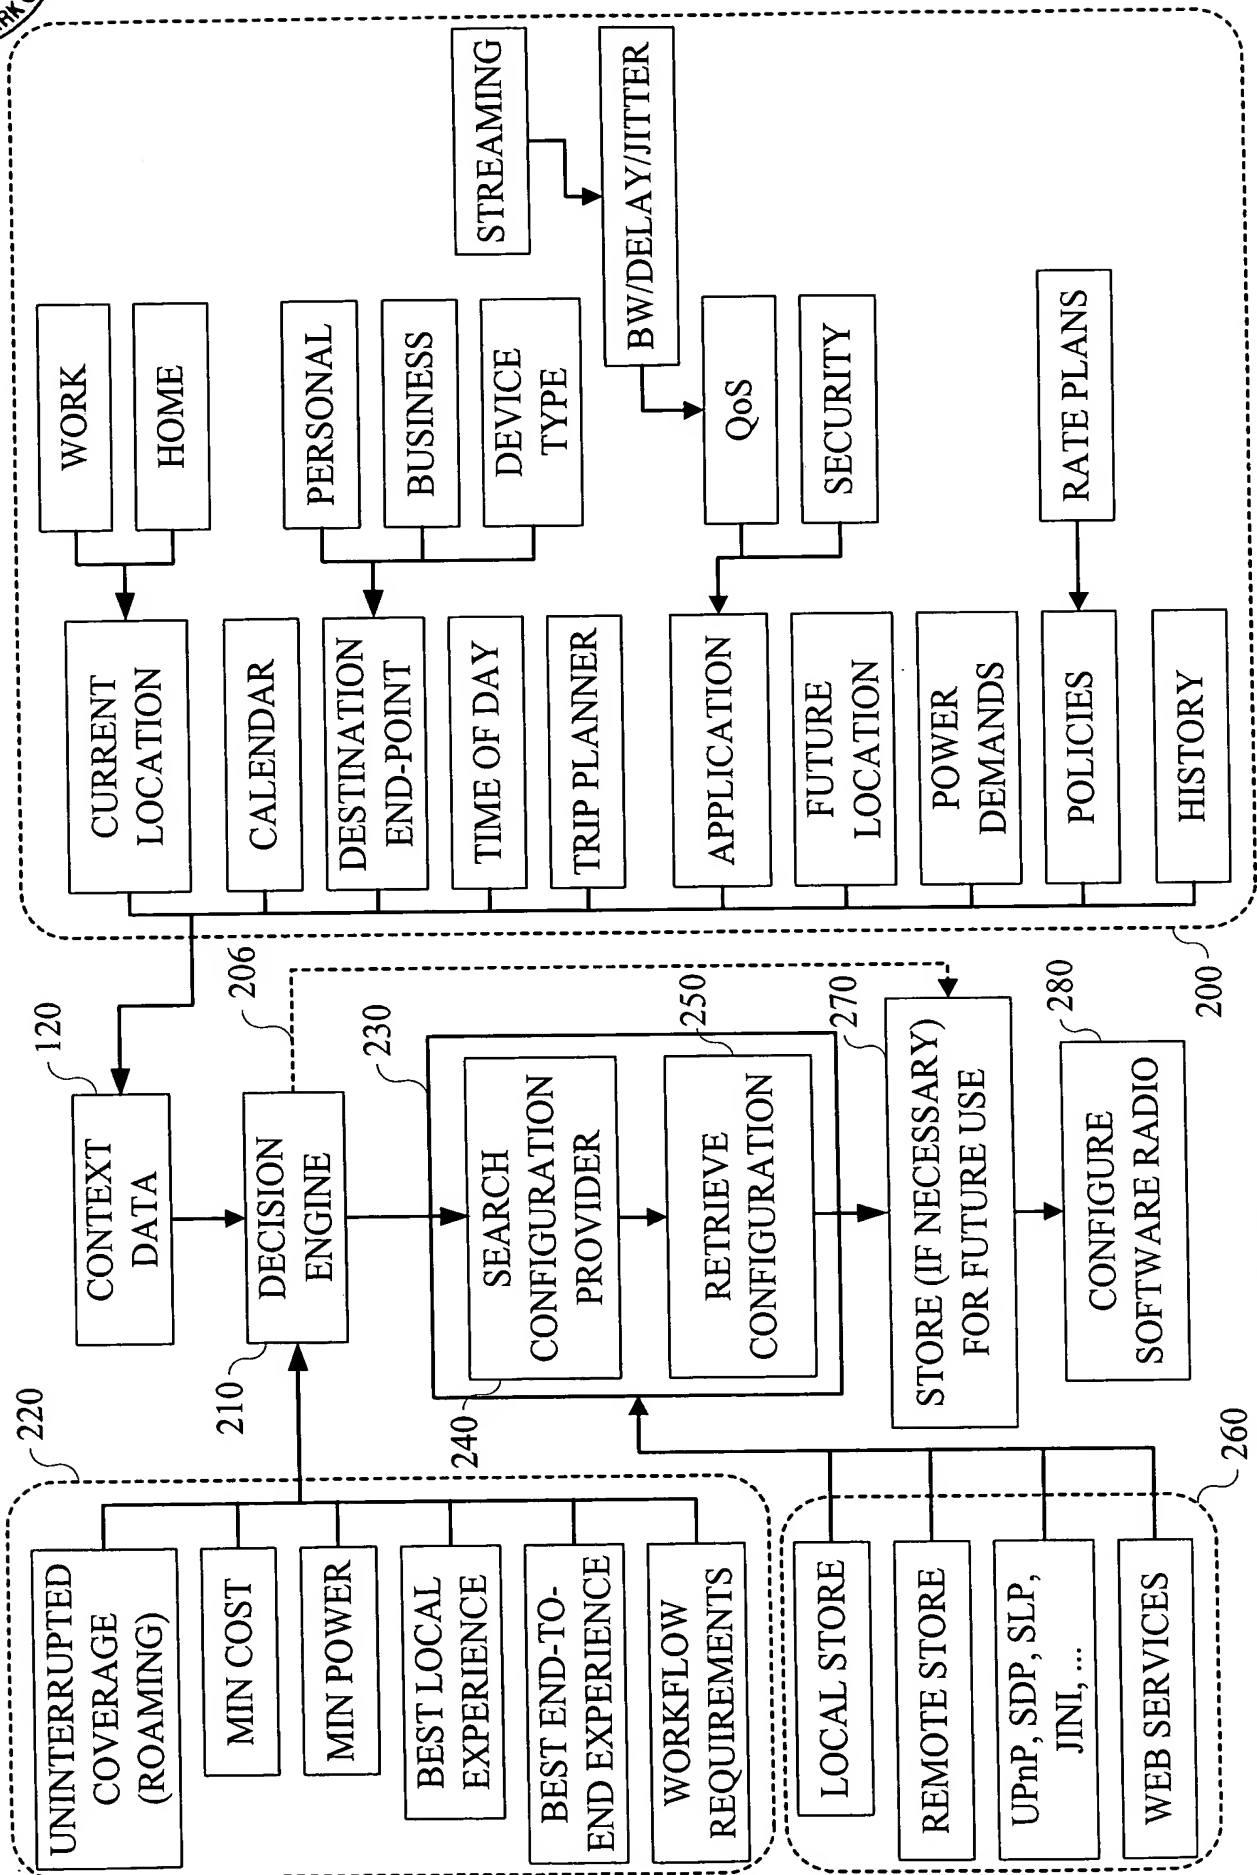 RK
UNINTERRUPTED
COVERAGE
(ROAMING)
MIN COST
MIN POWER
BEST LOCAL
EXPERIENCE
BEST END-TO-
END EXPERIENCE
WORKFLOW
REQUIREMENTS
220
LOCAL STORE
REMOTE STORE
UPnP, SDP, SLP,
JINI, ...
WEB SERVICES
260
CONTEXT
DATA
120
DECISION
ENGINE
210
206
230
SEARCH
CONFIGURATION
PROVIDER
240
RETRIEVE
CONFIGURATION
250
STORE (IF NECESSARY)
FOR FUTURE USE
270
CONFIGURE
SOFTWARE RADIO
280
CURRENT
LOCATION
CALENDAR
DESTINATION
END-POINT
TIME OF DAY
TRIP PLANNER
APPLICATION
FUTURE
LOCATION
POWER
DEMANDS
POLICIES
HISTORY
200
WORK
HOME
PERSONAL
BUSINESS
DEVICE
TYPE
QoS
SECURITY
RATE PLANS
STREAMING
BW/DELAY/JITTER